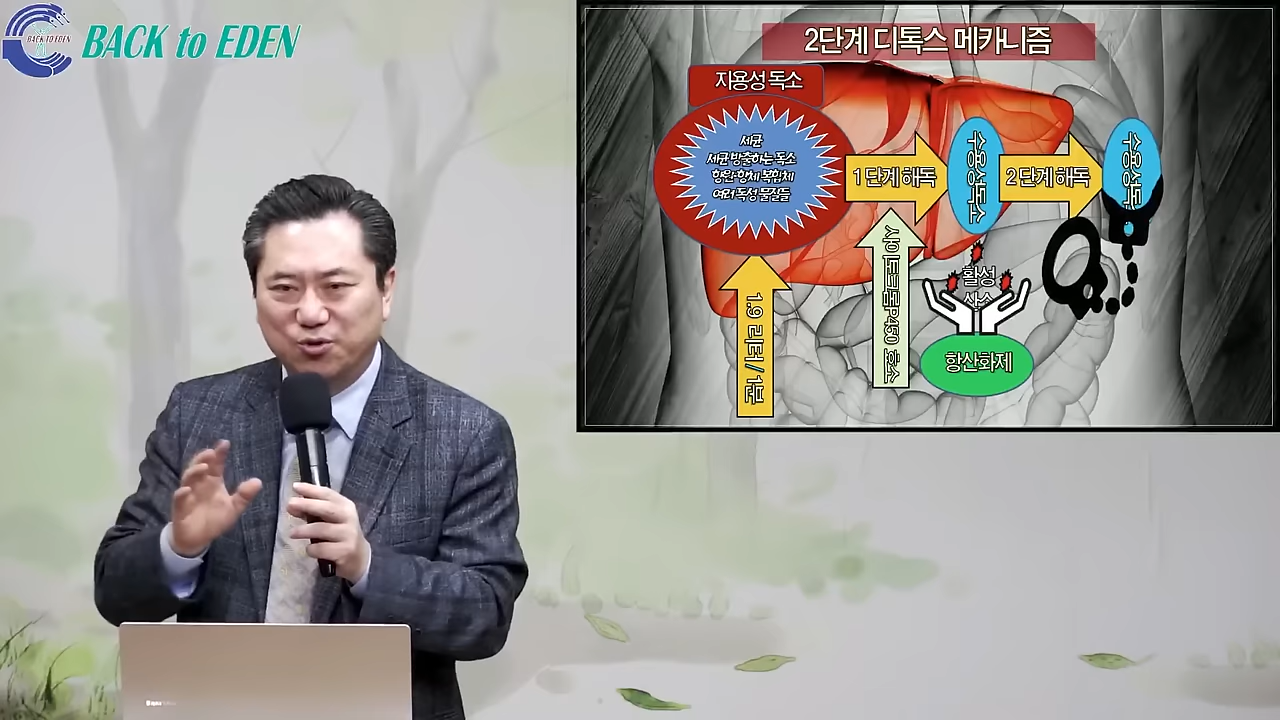 BACK TO EDEN
BACK to EDEN
2단계 디톡스 메카니즘
지용성 독소
세균
세균 방출하는 독소
항원-항체 복합체
여러 독성 물질들
1 단계 해독
수용성독소
2 단계 해독
수용성독
1.9 리터 / 1분
사이토크롬P450 효소
활성
산소
항산화제